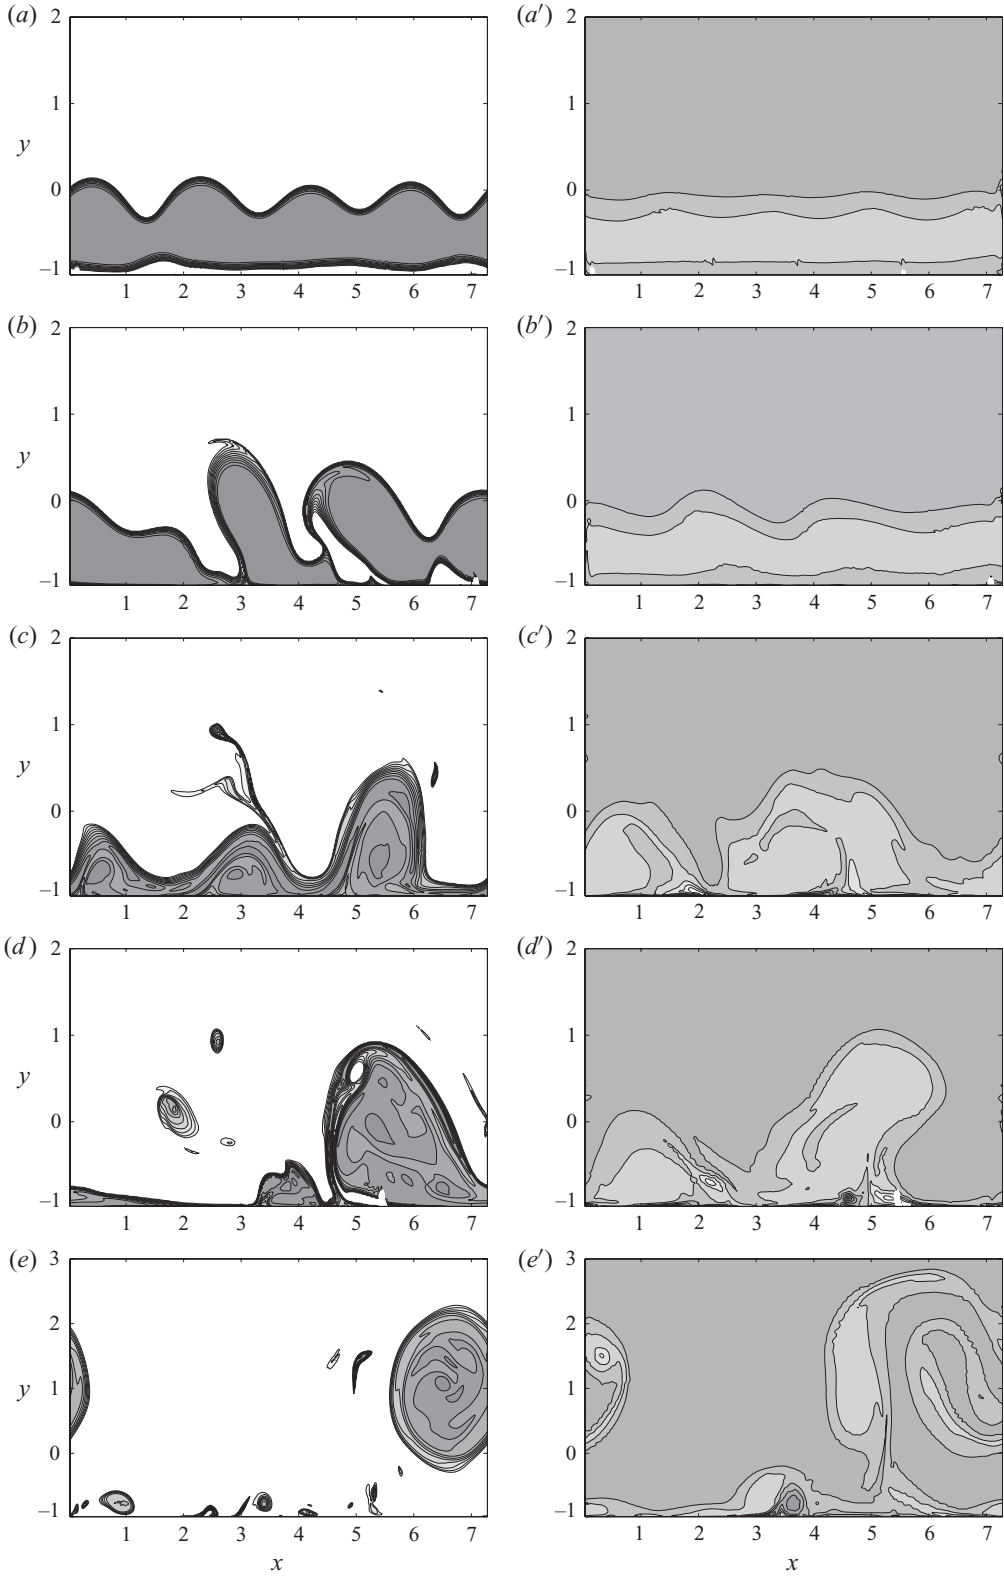 (a) 2 (a′) 2
1 1
y
0 0
–1 –1
1 2 3 4 5 6 7 1 2 3 4 5 6 7
(b) 2 (b′) 2
1 1
y
0 0
–1 –1
1 2 3 4 5 6 7 1 2 3 4 5 6 7
(c) 2 (c′) 2
1 1
y
0 0
–1 –1
1 2 3 4 5 6 7 1 2 3 4 5 6 7
(d) 2 (d′) 2
1 1
y
0 0
–1 –1
1 2 3 4 5 6 7 1 2 3 4 5 6 7
(e) 3 (e′) 3
2 2
y 1 1
0 0
–1 –1
1 2 3 4 5 6 7 1 2 3 4 5 6 7
x x